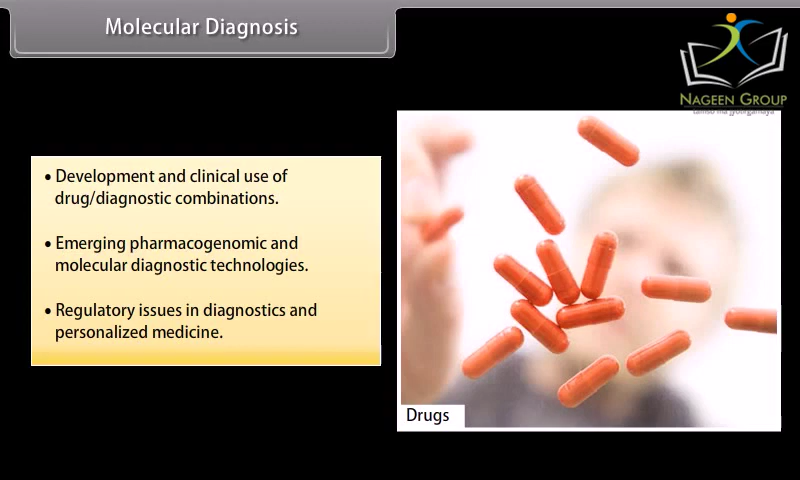 Molecular Diagnosis
NAGEEN GROUP
• Development and clinical use of
drug/diagnostic combinations.
• Emerging pharmacogenomic and
molecular diagnostic technologies.
• Regulatory issues in diagnostics and
personalized medicine.
Drugs